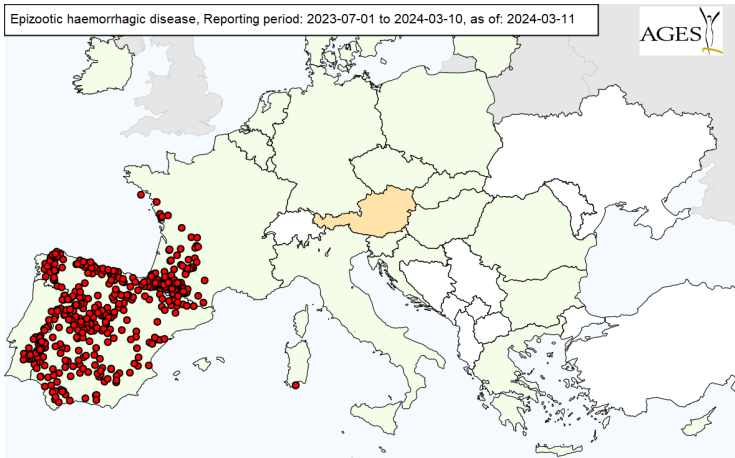 Epizootic haemorrhagic disease, Reporting period: 2023-07-01 to 2024-03-10, as of: 2024-03-11
AGES